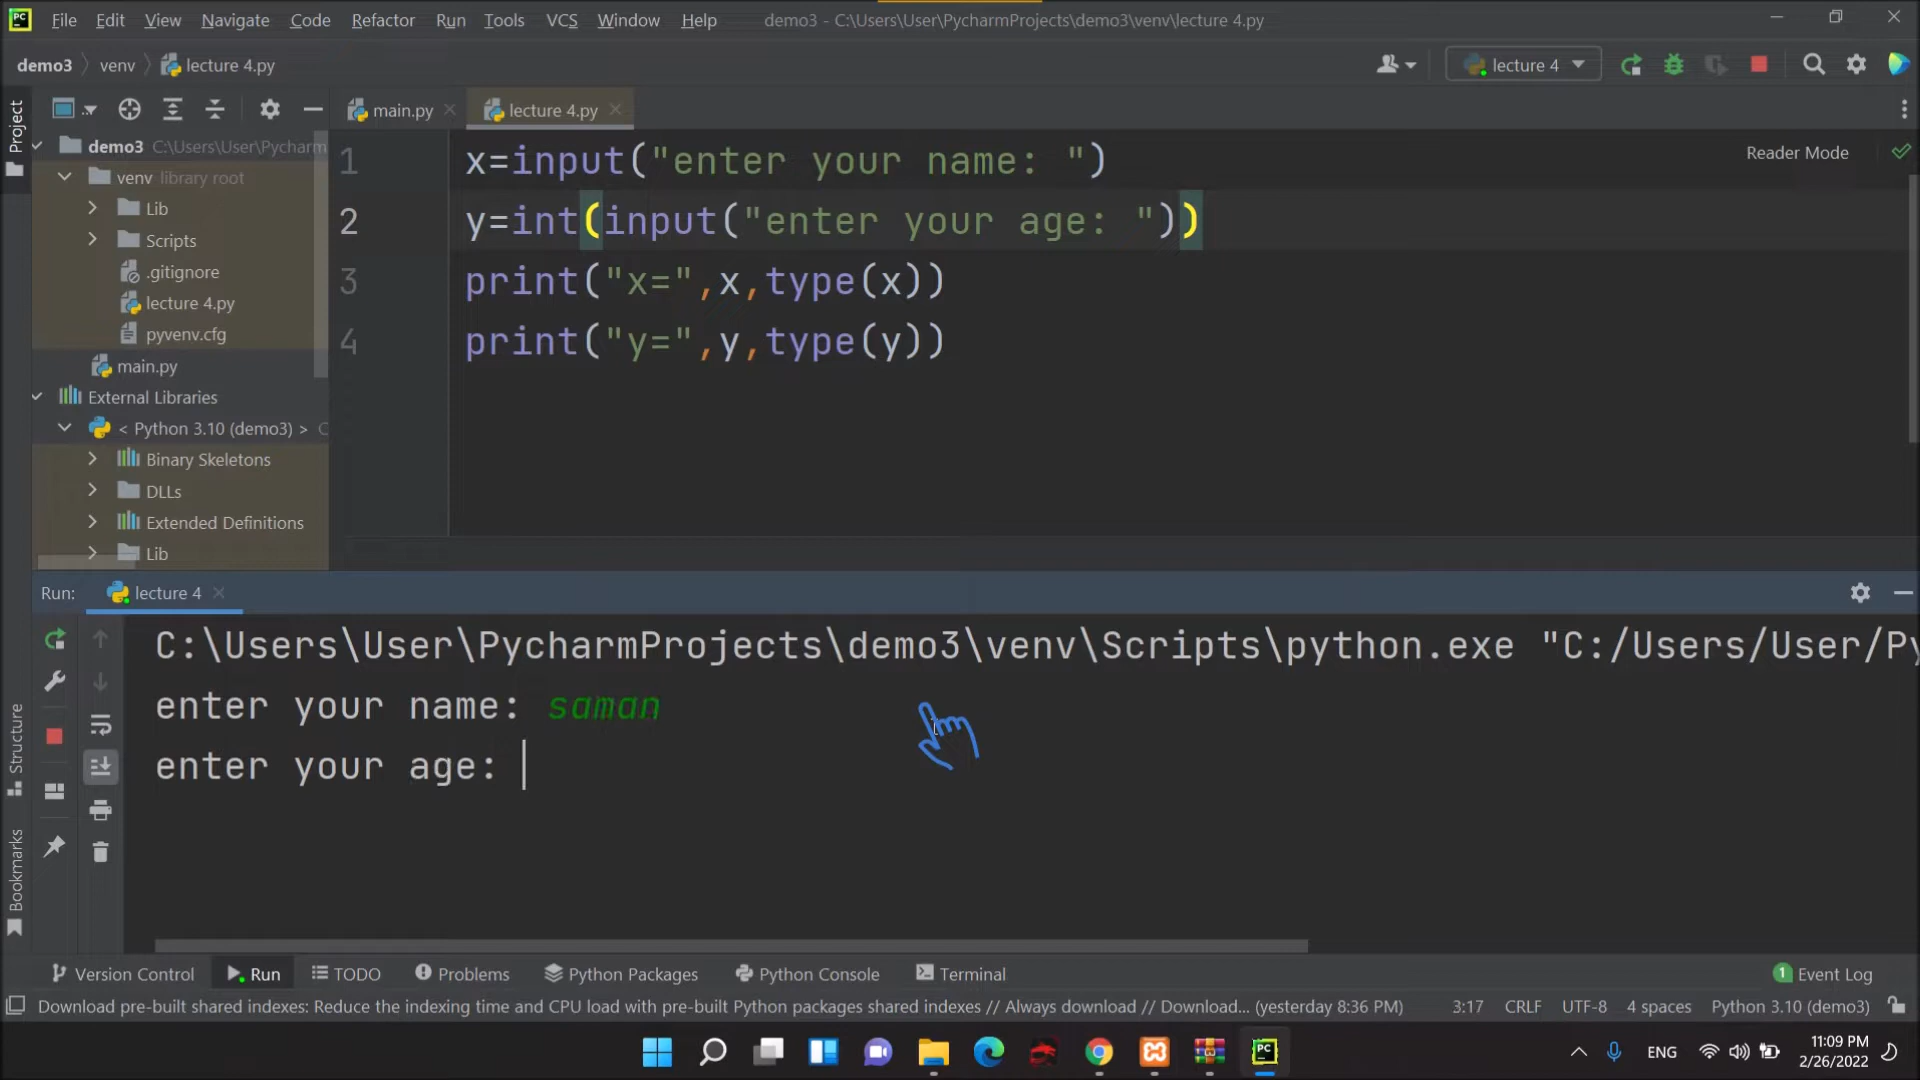 File Edit View Navigate Code Refactor Run Tools VCS Window Help demo3 - C:\Users\User\PycharmProjects\demo3\venv\lecture 4.py
demo3 venv lecture 4.py
lecture 4
Project
main.py
lecture 4.py
demo3 C:\Users\User\Pycharm
venv library root
Lib
Scripts
.gitignore
lecture 4.py
pyvenv.cfg
main.py
External Libraries
< Python 3.10 (demo3) > C
Binary Skeletons
DLLs
Extended Definitions
Lib
Reader Mode
1 x=input("enter your name: ")
2 y=int(input("enter your age: "))
3 print("x=",x,type(x))
4 print("y=",y,type(y))
Run: lecture 4
C:\Users\User\PycharmProjects\demo3\venv\Scripts\python.exe "C:/Users/User/Py
enter your name: saman
enter your age:
Structure
Bookmarks
Version Control Run TODO Problems Python Packages Python Console Terminal 1 Event Log
Download pre-built shared indexes: Reduce the indexing time and CPU load with pre-built Python packages shared indexes // Always download // Download... (yesterday 8:36 PM) 3:17 CRLF UTF-8 4 spaces Python 3.10 (demo3)
PC
ENG
11:09 PM
2/26/2022